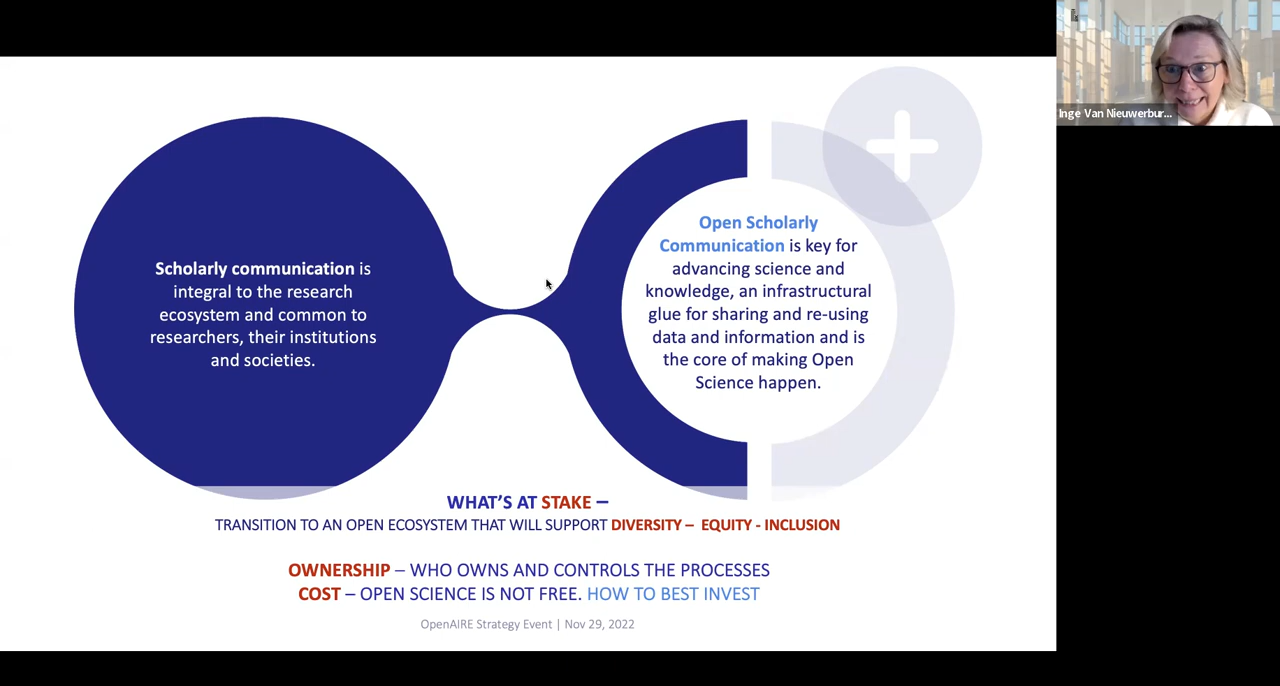 Inge Van Nieuwerbur...
Scholarly communication is
integral to the research
ecosystem and common to
researchers, their institutions
and societies.
Open Scholarly
Communication is key for
advancing science and
knowledge, an infrastructural
glue for sharing and re-using
data and information and is
the core of making Open
Science happen.
WHAT'S AT STAKE –
TRANSITION TO AN OPEN ECOSYSTEM THAT WILL SUPPORT DIVERSITY – EQUITY - INCLUSION
OWNERSHIP – WHO OWNS AND CONTROLS THE PROCESSES
COST – OPEN SCIENCE IS NOT FREE. HOW TO BEST INVEST
OpenAIRE Strategy Event | Nov 29, 2022